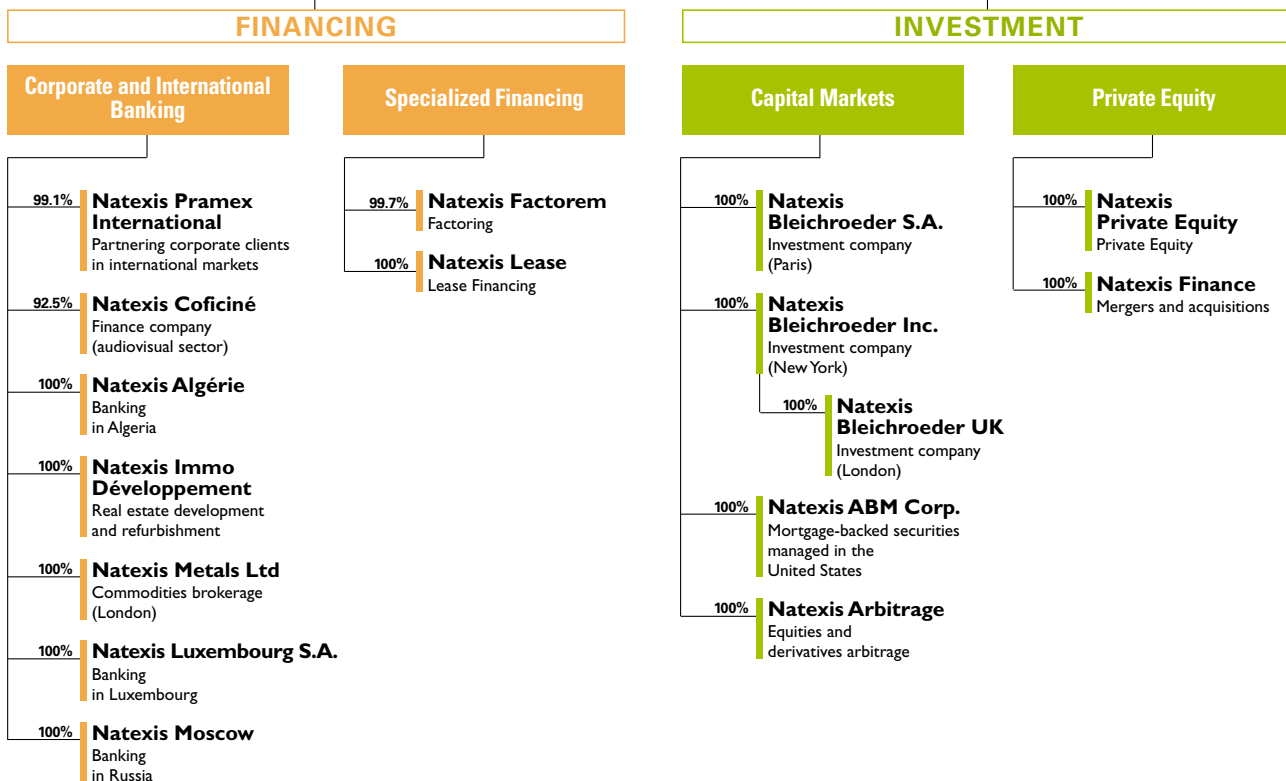 FINANCING
Corporate and International
Banking
99.1%
Natexis Pramex
International
Partnering corporate clients
in international markets
92.5%
Natexis Coficiné
Finance company
(audiovisual sector)
100%
Natexis Algérie
Banking
in Algeria
100%
Natexis Immo
Développement
Real estate development
and refurbishment
100%
Natexis Metals Ltd
Commodities brokerage
(London)
100%
Natexis Luxembourg S.A.
Banking
in Luxembourg
100%
Natexis Moscow
Banking
in Russia
Specialized Financing
99.7%
Natexis Factorem
Factoring
100%
Natexis Lease
Lease Financing
INVESTMENT
Capital Markets
100%
Natexis
Bleichroeder S.A.
Investment company
(Paris)
100%
Natexis
Bleichroeder Inc.
Investment company
(New York)
100%
Natexis
Bleichroeder UK
Investment company
(London)
100%
Natexis ABM Corp.
Mortgage-backed securities
managed in the
United States
100%
Natexis Arbitrage
Equities and
derivatives arbitrage
Private Equity
100%
Natexis
Private Equity
Private Equity
100%
Natexis Finance
Mergers and acquisitions